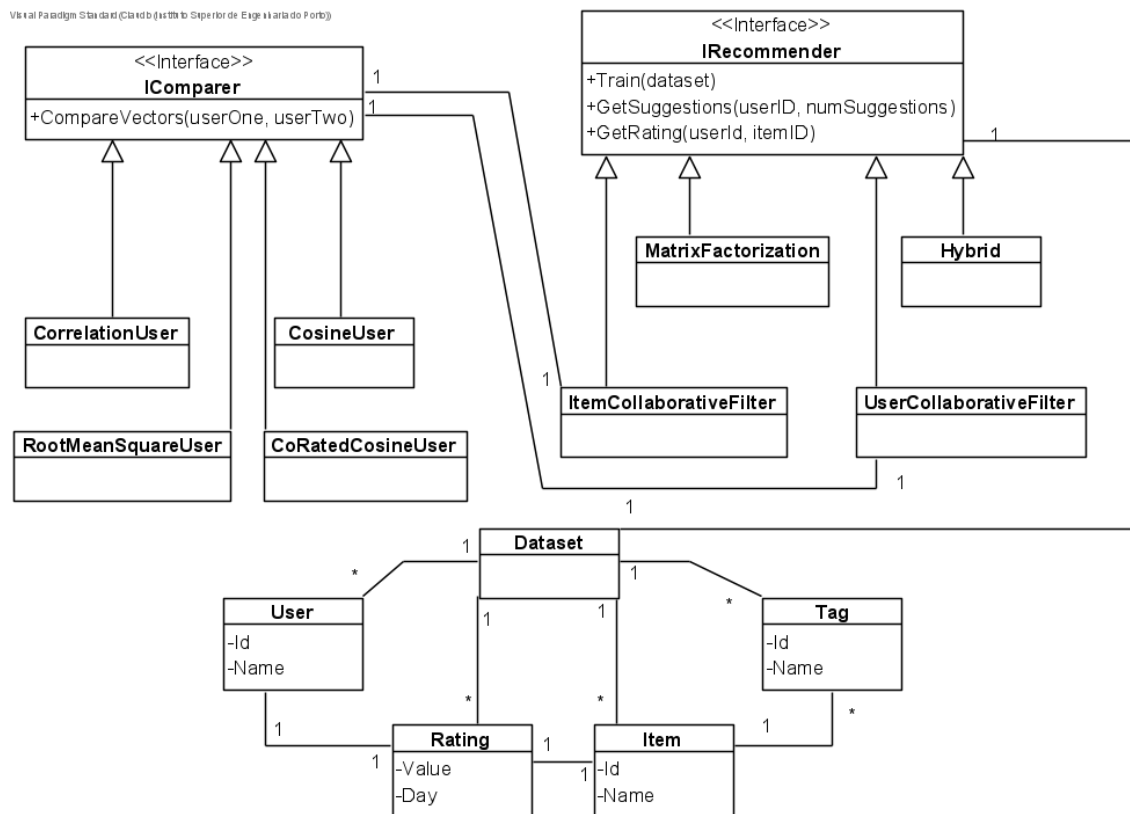 Visual Paradigm Standard (Claudb (Instituto Superior de Engenharia do Porto))
<<Interface>>
IComparer
+CompareVectors(userOne, userTwo)
1
1
<<Interface>>
IRecommender
+Train(dataset)
+GetSuggestions(userID, numSuggestions)
+GetRating(userId, itemID)
1
MatrixFactorization
Hybrid
CorrelationUser
CosineUser
1
ItemCollaborativeFilter
UserCollaborativeFilter
RootMeanSquareUser
CoRatedCosineUser
1
1
Dataset
1
*
1
*
User
-Id
-Name
1
1
Tag
-Id
-Name
*
*
*
1
1
Rating
-Value
-Day
1
1
Item
-Id
-Name
1